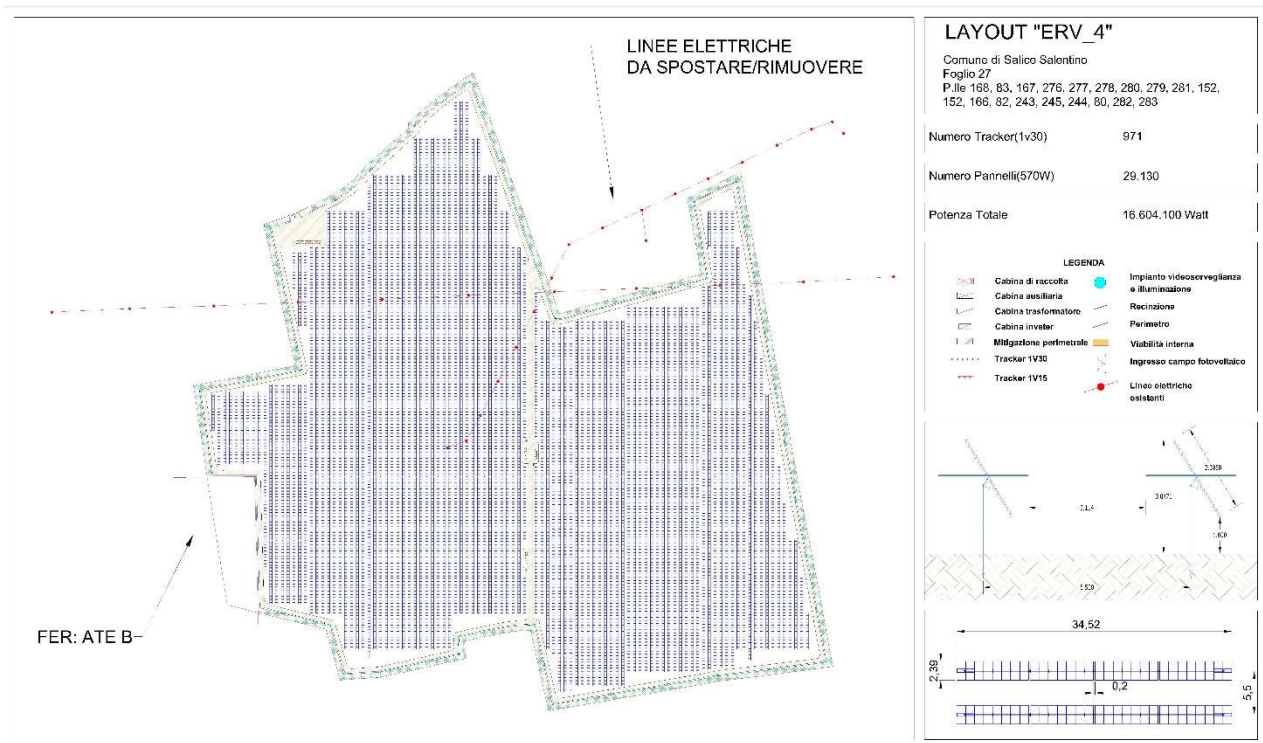 LINEE ELETTRICHE
DA SPOSTARE/RIMUOVERE
FER: ATE B
LAYOUT "ERV_4"
Comune di Salice Salentino
Foglio 27
P.lle 168, 83, 167, 276, 277, 278, 280, 279, 281, 152,
152, 166, 82, 243, 245, 244, 80, 282, 283
Numero Tracker(1v30) 971
Numero Pannelli(570W) 29.130
Potenza Totale 16.604.100 Watt
LEGENDA
Cabina di raccolta
Cabina ausiliaria
Cabina trasformatore
Cabina invater
Mitigazione perimetrale
Tracker 1V30
Tracker 1V15
Impianto videosorveglianza
e illuminazione
Recinzione
Perimetro
Viabilità interna
Ingresso campo fotovoltaico
Linee elettriche
esistenti
34,52
2,39
0,2
5,5